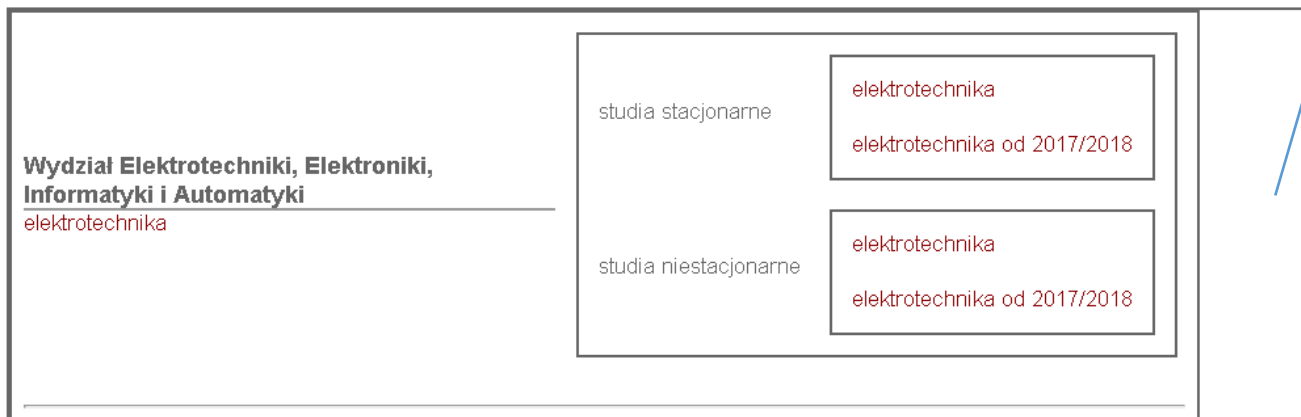 Wydział Elektrotechniki, Elektroniki,
Informatyki i Automatyki
elektrotechnika
studia stacjonarne
elektrotechnika
elektrotechnika od 2017/2018
studia niestacjonarne
elektrotechnika
elektrotechnika od 2017/2018